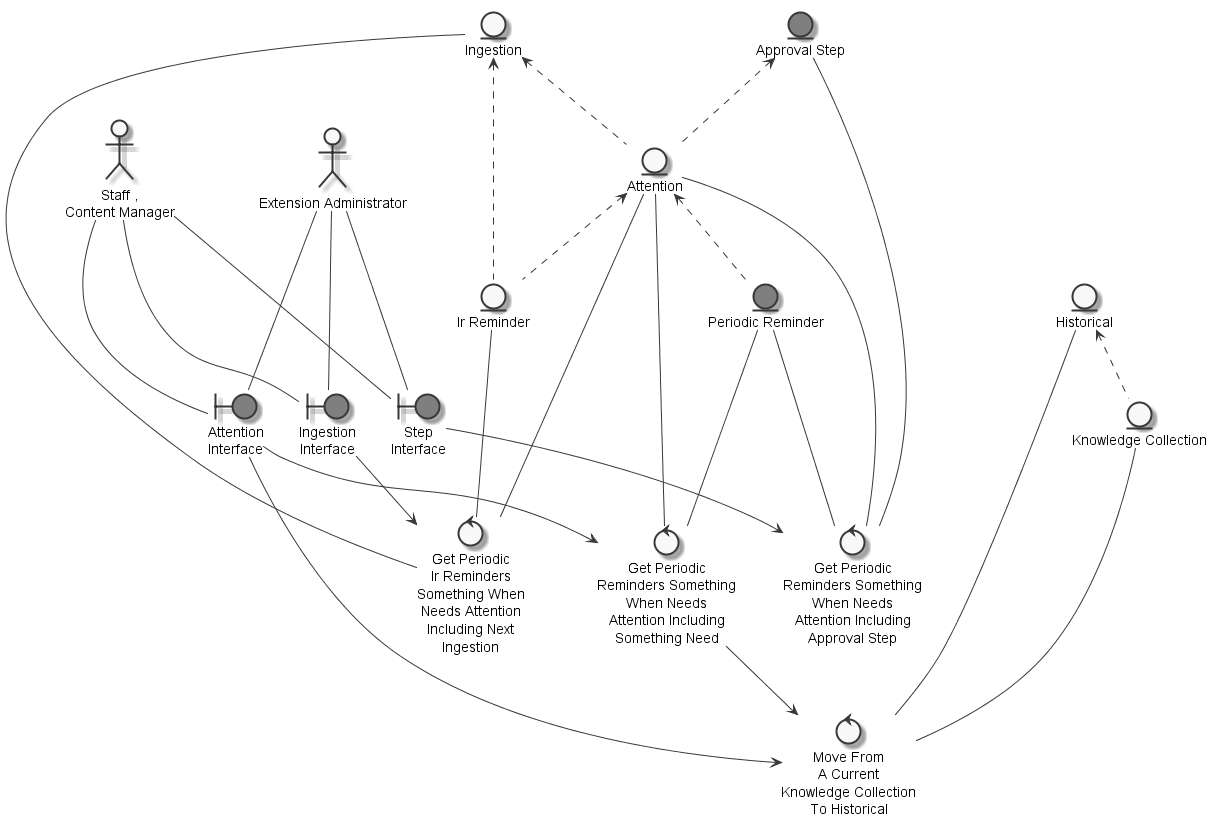 Ingestion
Approval Step
Attention
Staff ,
Content Manager
Extension Administrator
Ir Reminder
Periodic Reminder
Historical
Attention
Interface
Ingestion
Interface
Step
Interface
Knowledge Collection
Get Periodic
Ir Reminders
Something When
Needs Attention
Including Next
Ingestion
Get Periodic
Reminders Something
When Needs
Attention Including
Something Need
Get Periodic
Reminders Something
When Needs
Attention Including
Approval Step
Move From
A Current
Knowledge Collection
To Historical